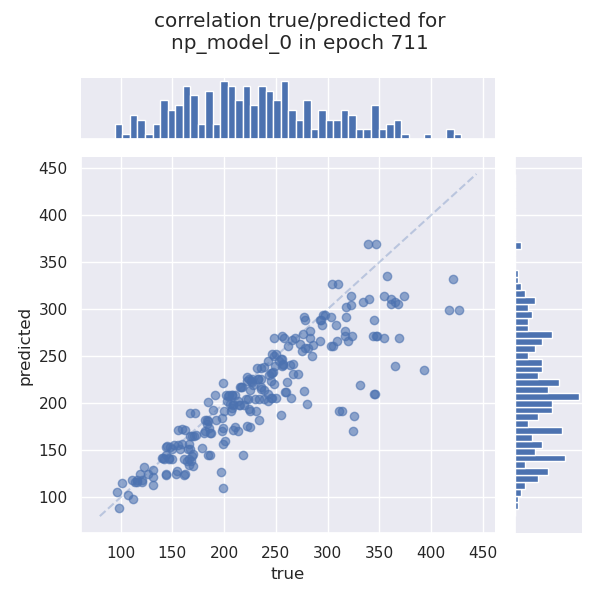 correlation true/predicted for
np_model_0 in epoch 711
450
400
350
300
250
200
150
100
predicted
100 150 200 250 300 350 400 450
true